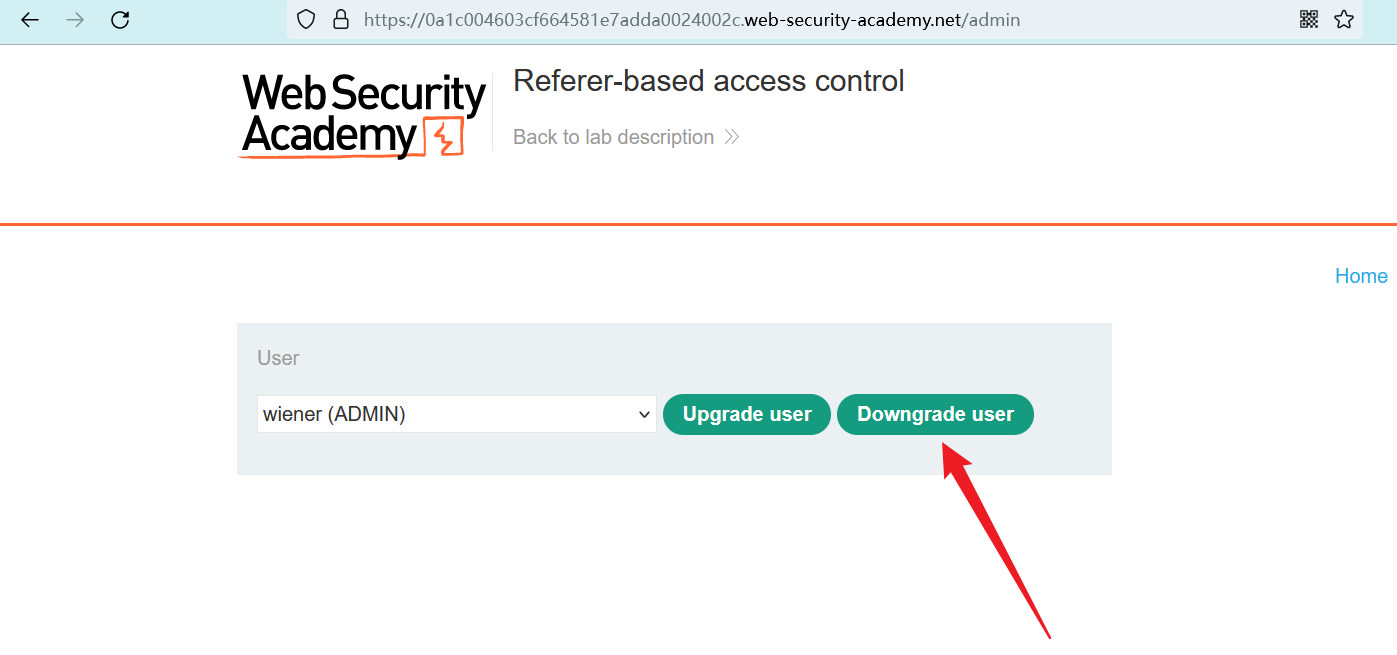 https://0a1c004603cf664581e7adda0024002c.web-security-academy.net/admin
Web Security
Academy
Referer-based access control
Back to lab description
Home
User
wiener (ADMIN)
Upgrade user
Downgrade user